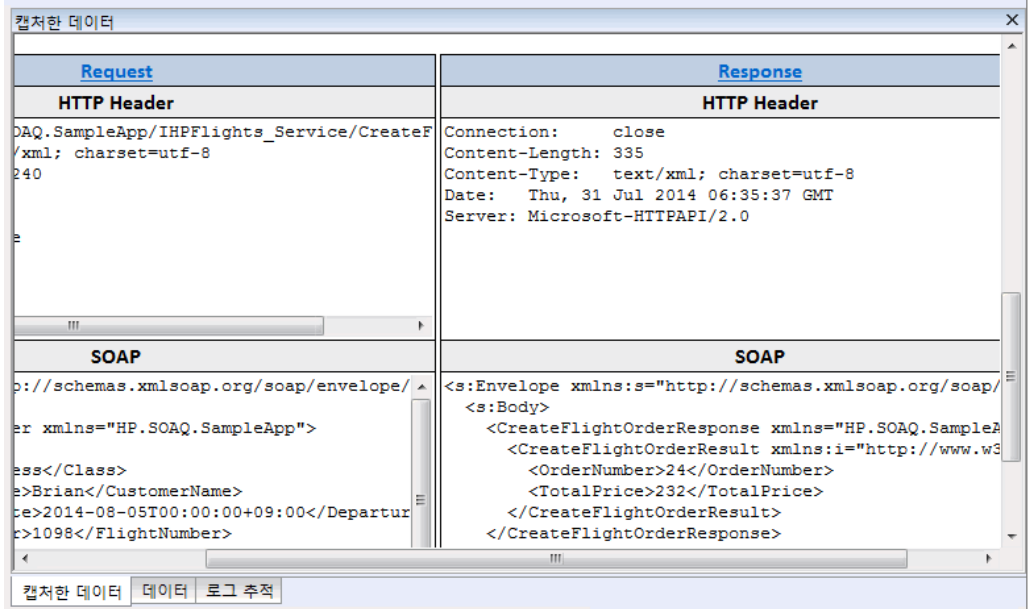 캡처한 데이터
Request
HTTP Header
OAQ.SampleApp/IHPFlights_Service/CreateF
/xml; charset=utf-8
240
e
SOAP
p://schemas.xmlsoap.org/soap/envelope/
er xmlns="HP.SOAQ.SampleApp">
ess</Class>
e>Brian</CustomerName>
te>2014-08-05T00:00:00+09:00</Departur
r>1098</FlightNumber>
Response
HTTP Header
Connection: close
Content-Length: 335
Content-Type: text/xml; charset=utf-8
Date: Thu, 31 Jul 2014 06:35:37 GMT
Server: Microsoft-HTTPAPI/2.0
SOAP
<s:Envelope xmlns:s="http://schemas.xmlsoap.org/soap/
<s:Body>
<CreateFlightOrderResponse xmlns="HP.SOAQ.SampleA
<CreateFlightOrderResult xmlns:i="http://www.w3
<OrderNumber>24</OrderNumber>
<TotalPrice>232</TotalPrice>
</CreateFlightOrderResult>
</CreateFlightOrderResponse>
캡처한 데이터 데이터 로그 추적